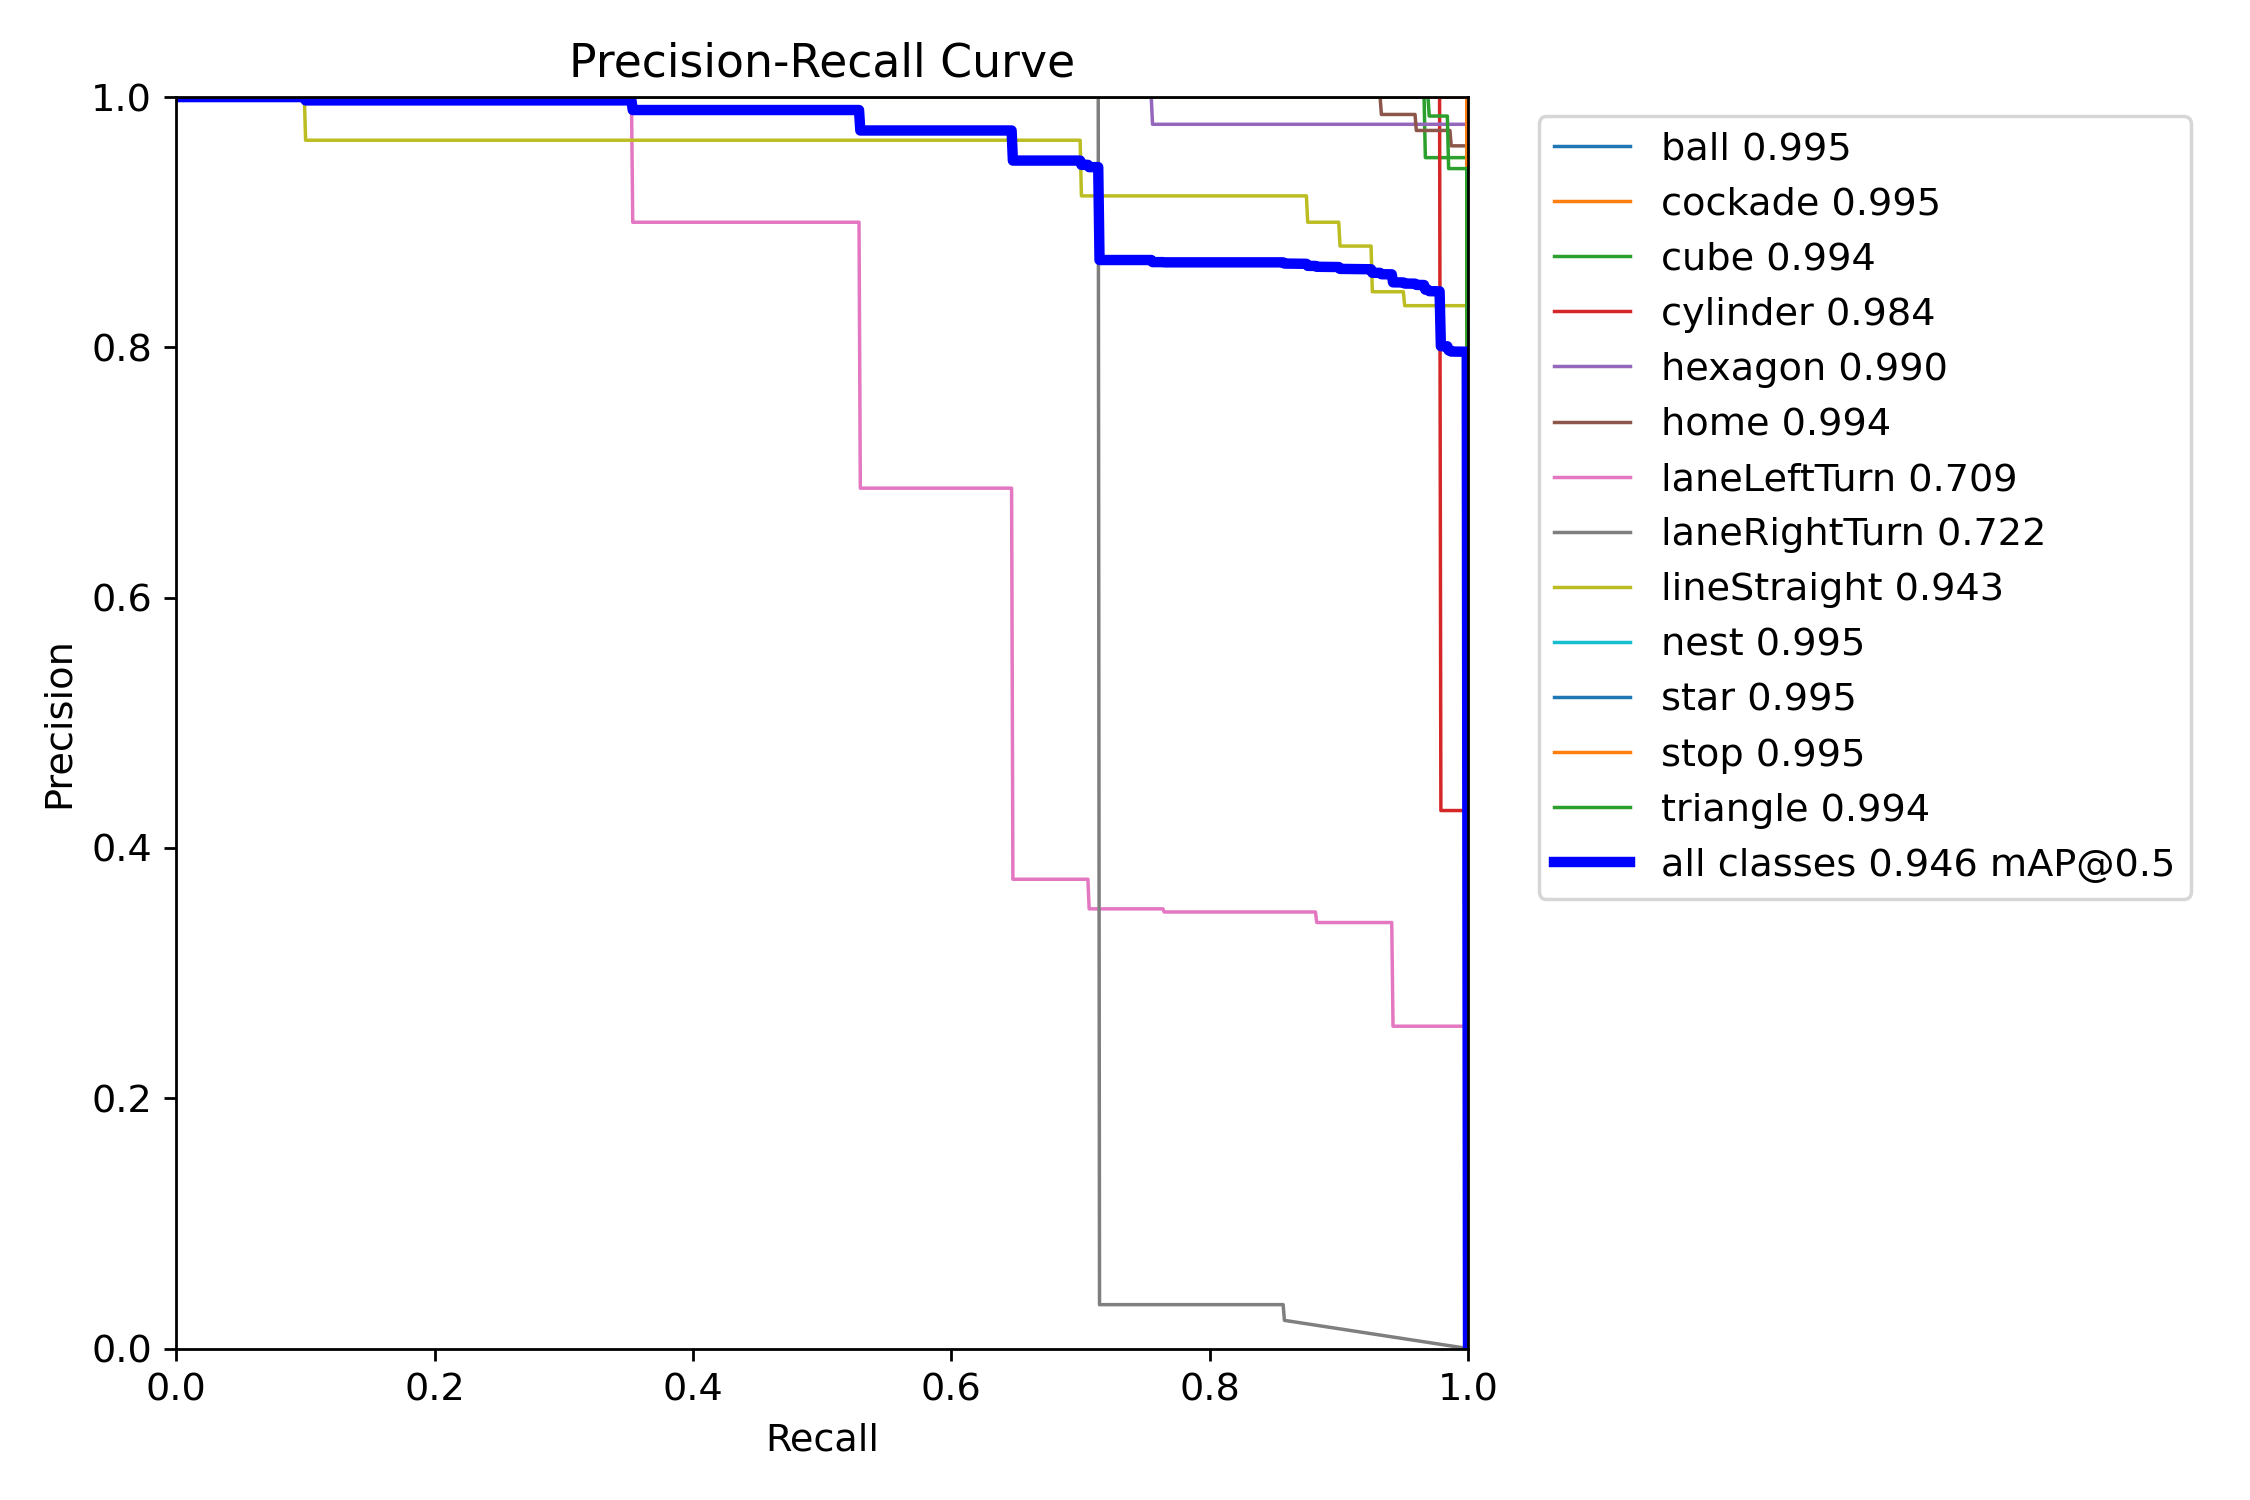 Precision-Recall Curve
1.0
0.8
0.6
0.4
0.2
0.0
Precision
0.0 0.2 0.4 0.6 0.8 1.0
Recall
ball 0.995
cockade 0.995
cube 0.994
cylinder 0.984
hexagon 0.990
home 0.994
laneLeftTurn 0.709
laneRightTurn 0.722
lineStraight 0.943
nest 0.995
star 0.995
stop 0.995
triangle 0.994
all classes 0.946 mAP@0.5